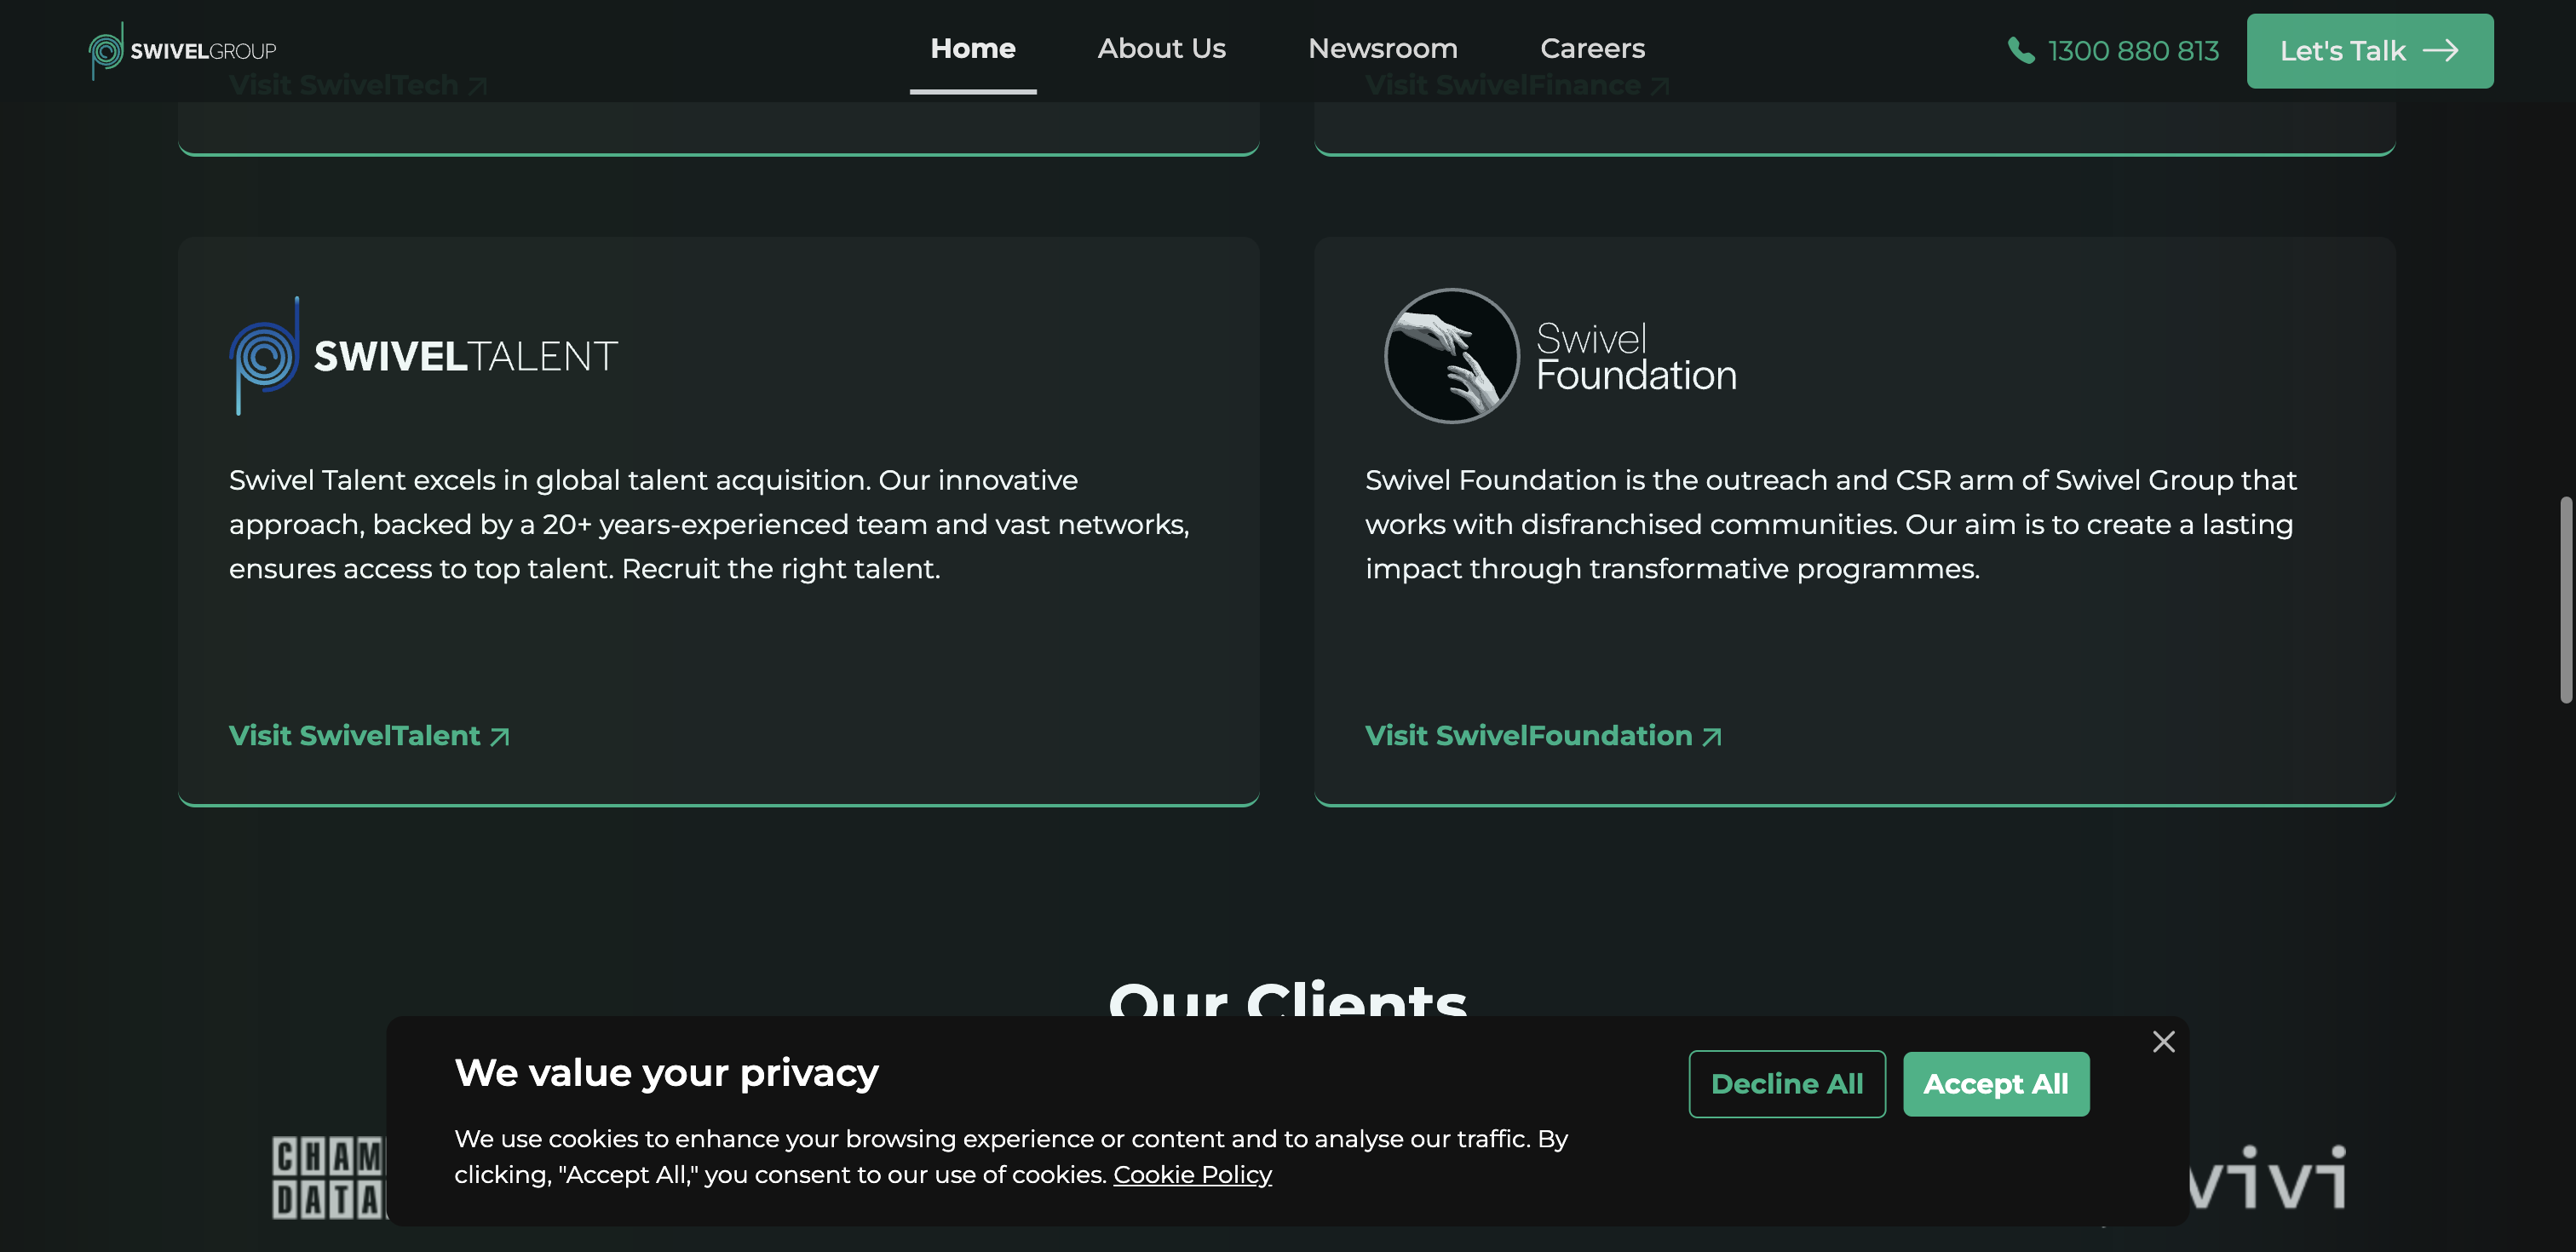 SWIVELGROUP
Home
About Us
Newsroom
Careers
1300 880 813
Let's Talk
Visit SwivelTech
Visit SwivelFinance
SWIVELTALENT
Swivel Talent excels in global talent acquisition. Our innovative
approach, backed by a 20+ years-experienced team and vast networks,
ensures access to top talent. Recruit the right talent.
Visit SwivelTalent
Swivel
Foundation
Swivel Foundation is the outreach and CSR arm of Swivel Group that
works with disfranchised communities. Our aim is to create a lasting
impact through transformative programmes.
Visit SwivelFoundation
Our Clients
We value your privacy
We use cookies to enhance your browsing experience or content and to analyse our traffic. By
clicking, "Accept All," you consent to our use of cookies. Cookie Policy
Decline All
Accept All
CHAM
DATA
vivi